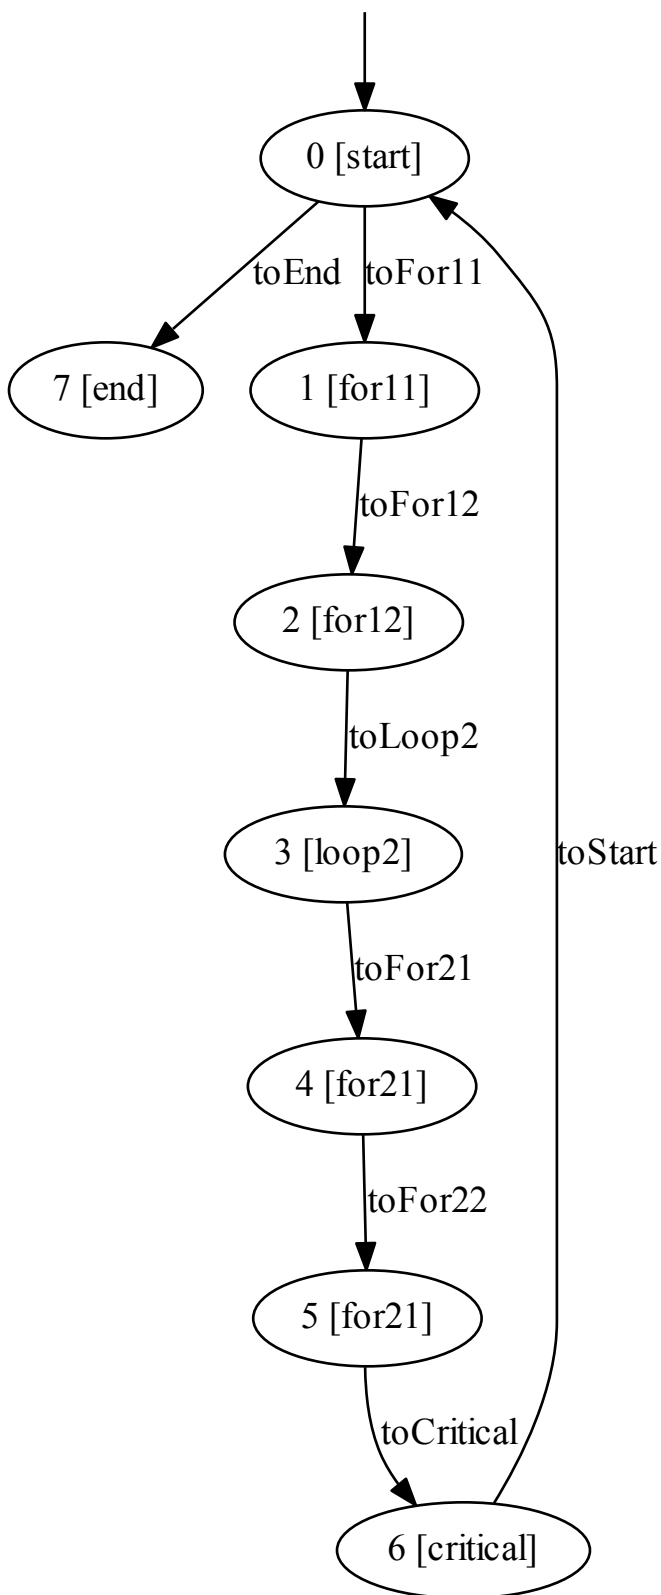 0 [start]
toEnd
toFor11
7 [end]
1 [for11]
toFor12
2 [for12]
toLoop2
3 [loop2]
toStart
toFor21
4 [for21]
toFor22
5 [for21]
toCritical
6 [critical]